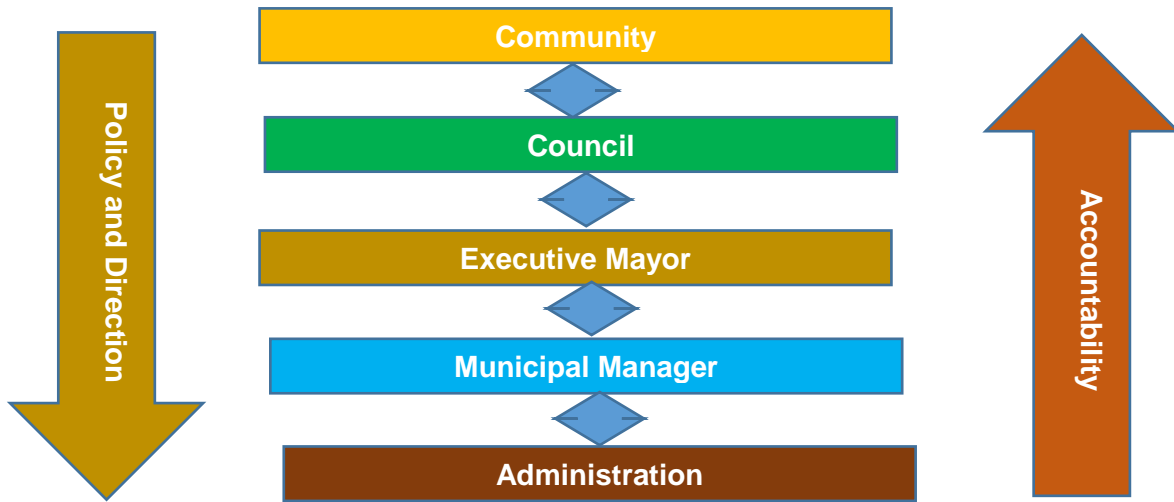 Community
Council
Executive Mayor
Municipal Manager
Administration
Policy and Direction
Accountability